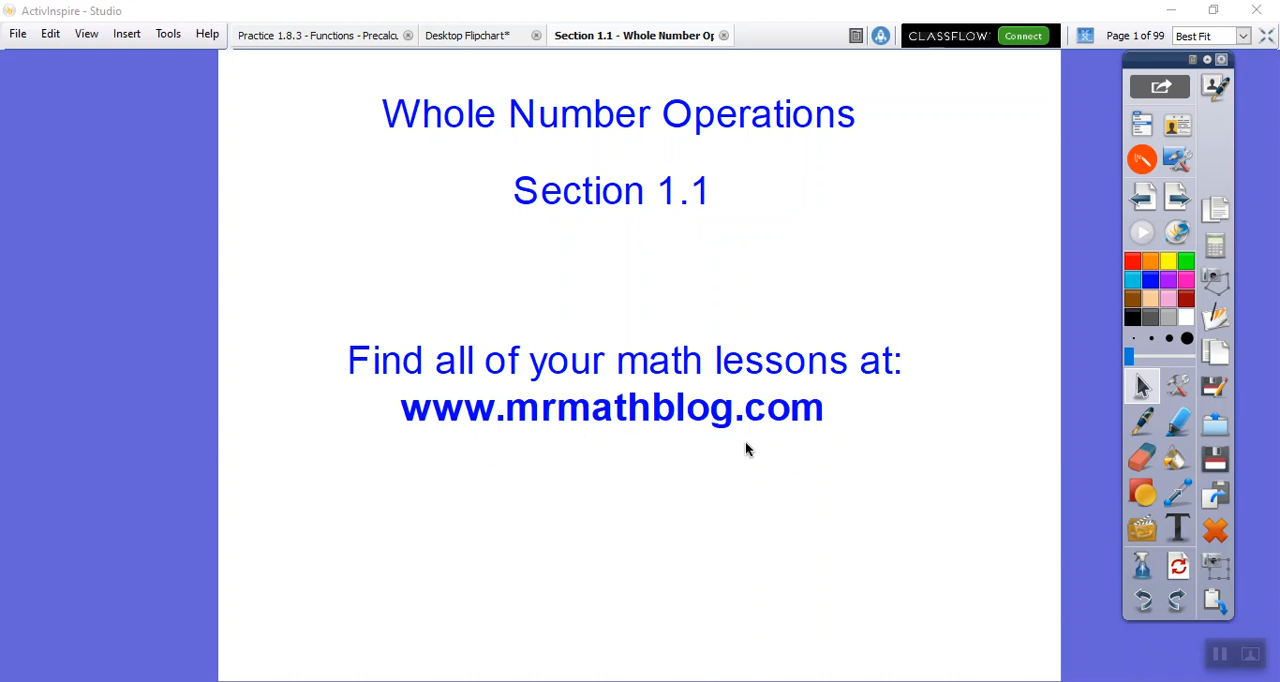 ActivInspire - Studio
File Edit View Insert Tools Help
Practice 1.8.3 - Functions - Precalc
Desktop Flipchart*
Section 1.1 - Whole Number Op
CLASSFLOW
Connect
Page 1 of 99
Best Fit
Whole Number Operations
Section 1.1
Find all of your math lessons at:
www.mrmathblog.com